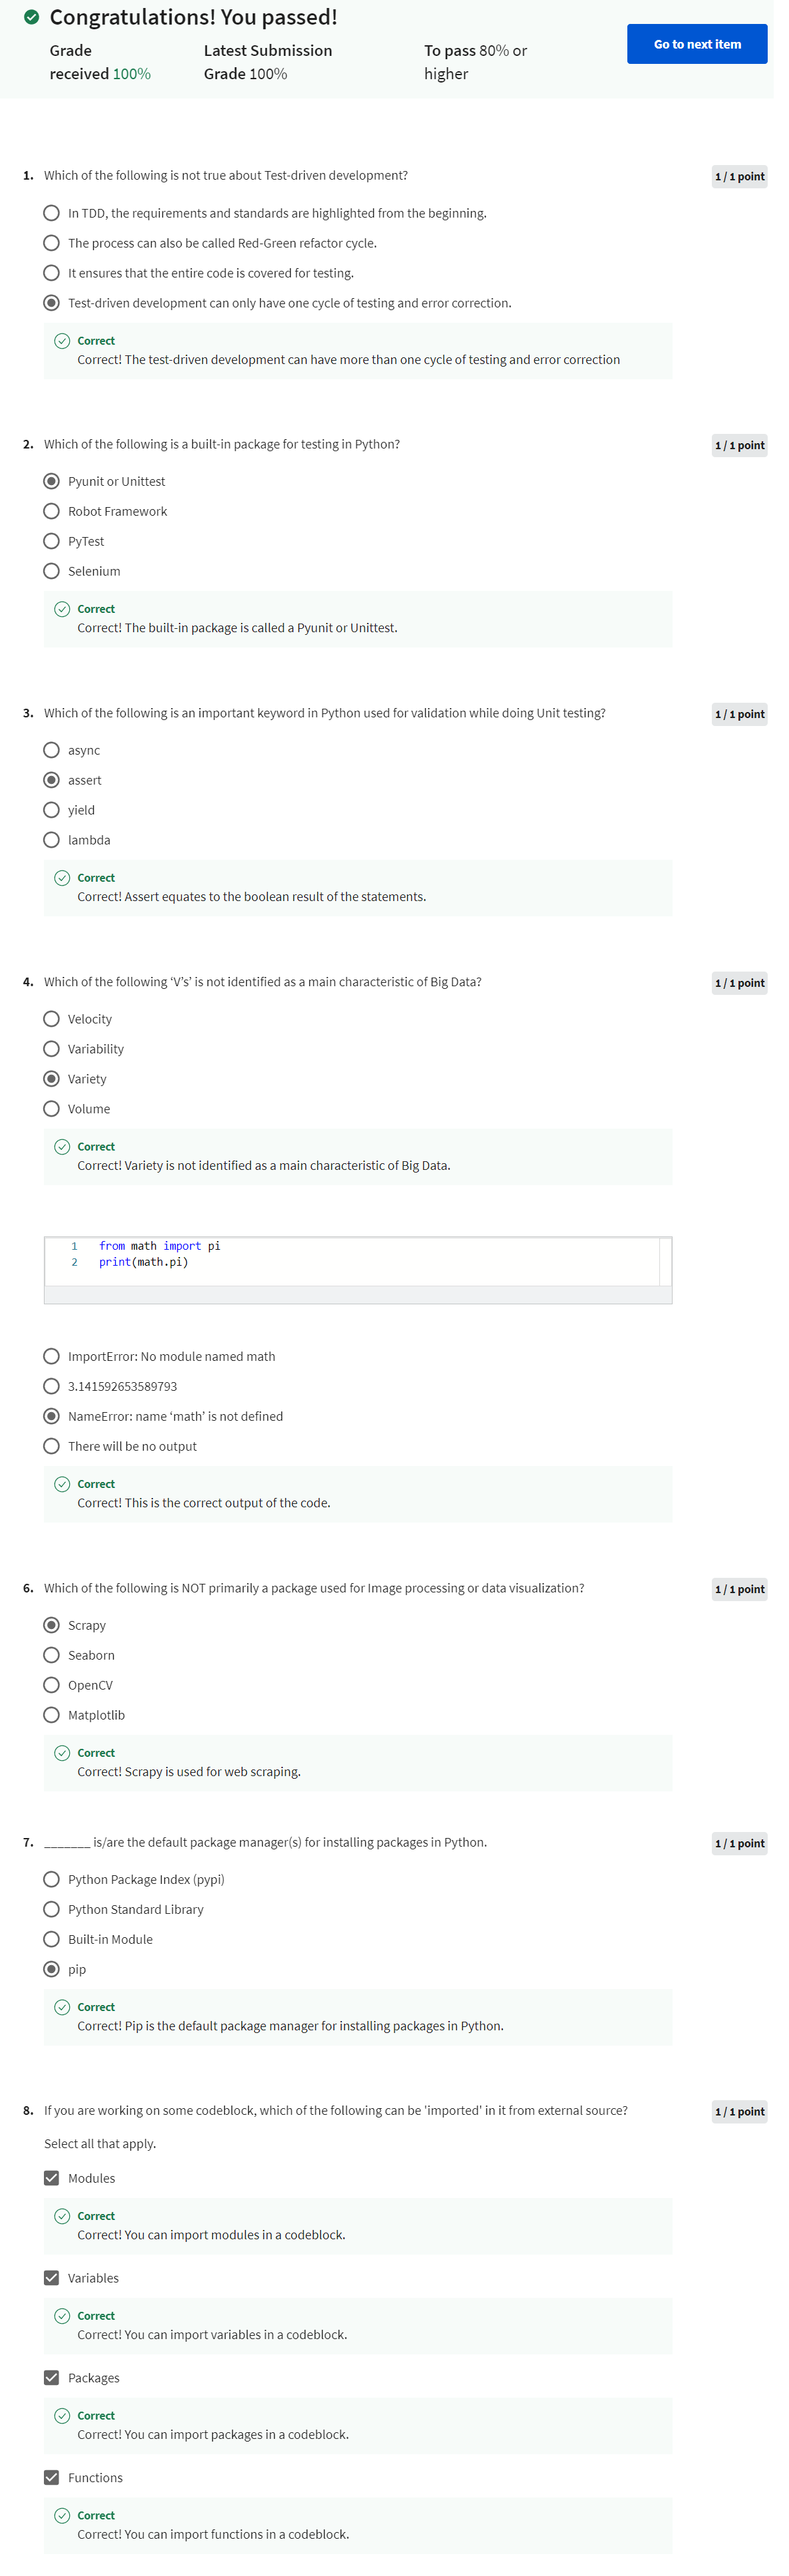 Congratulations! You passed!
Grade received 100%
Latest Submission Grade 100%
To pass 80% or higher
Go to next item
1. Which of the following is not true about Test-driven development?
1 / 1 point
In TDD, the requirements and standards are highlighted from the beginning.
The process can also be called Red-Green refactor cycle.
It ensures that the entire code is covered for testing.
Test-driven development can only have one cycle of testing and error correction.
Correct
Correct! The test-driven development can have more than one cycle of testing and error correction
2. Which of the following is a built-in package for testing in Python?
1 / 1 point
Pyunit or Unittest
Robot Framework
PyTest
Selenium
Correct
Correct! The built-in package is called a Pyunit or Unittest.
3. Which of the following is an important keyword in Python used for validation while doing Unit testing?
1 / 1 point
async
assert
yield
lambda
Correct
Correct! Assert equates to the boolean result of the statements.
4. Which of the following ‘V’s’ is not identified as a main characteristic of Big Data?
1 / 1 point
Velocity
Variability
Variety
Volume
Correct
Correct! Variety is not identified as a main characteristic of Big Data.
1 from math import pi
2 print(math.pi)
ImportError: No module named math
3.141592653589793
NameError: name ‘math’ is not defined
There will be no output
Correct
Correct! This is the correct output of the code.
6. Which of the following is NOT primarily a package used for Image processing or data visualization?
1 / 1 point
Scrapy
Seaborn
OpenCV
Matplotlib
Correct
Correct! Scrapy is used for web scraping.
7. _______ is/are the default package manager(s) for installing packages in Python.
1 / 1 point
Python Package Index (pypi)
Python Standard Library
Built-in Module
pip
Correct
Correct! Pip is the default package manager for installing packages in Python.
8. If you are working on some codeblock, which of the following can be 'imported' in it from external source?
1 / 1 point
Select all that apply.
Modules
Correct
Correct! You can import modules in a codeblock.
Variables
Correct
Correct! You can import variables in a codeblock.
Packages
Correct
Correct! You can import packages in a codeblock.
Functions
Correct
Correct! You can import functions in a codeblock.